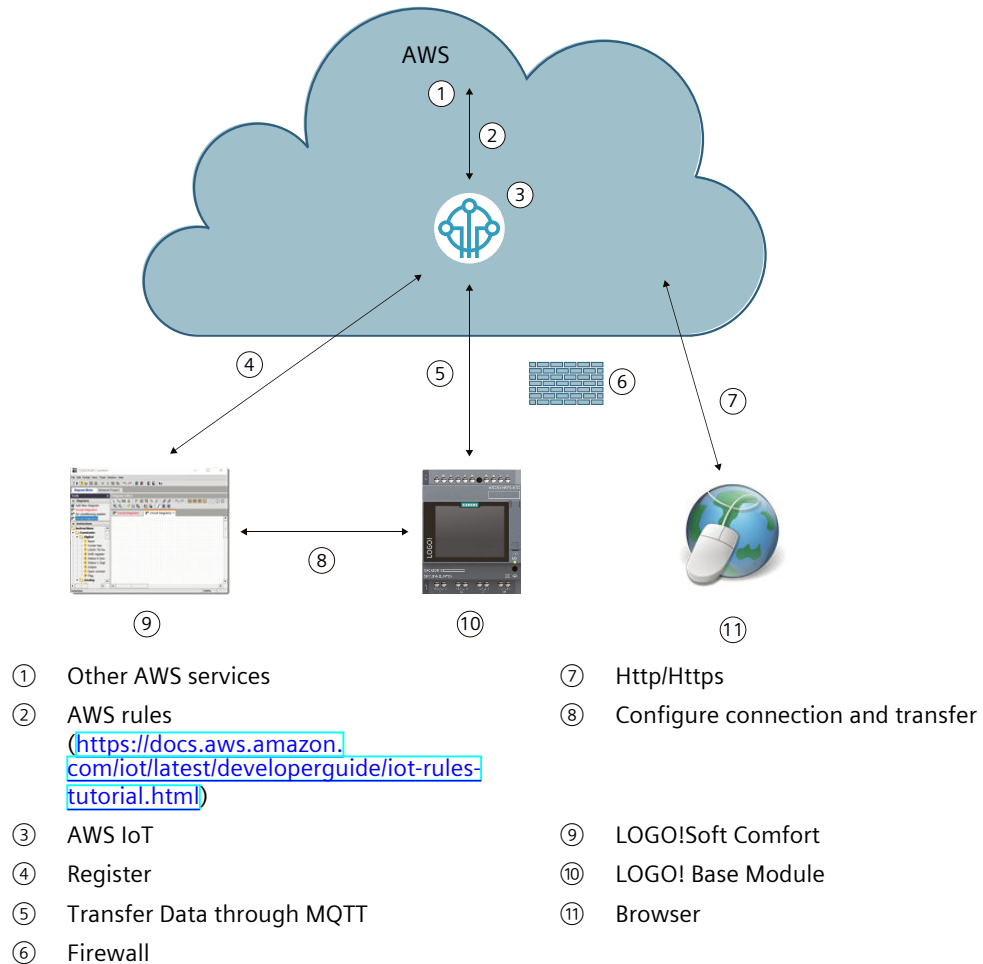 AWS
①
②
③
④
⑤
⑥
⑦
SIEMENS
LOGO!
⑧
⑨
⑩
⑪
① Other AWS services
② AWS rules
(https://docs.aws.amazon.
com/iot/latest/developerguide/iot-rules-
tutorial.html)
③ AWS IoT
④ Register
⑤ Transfer Data through MQTT
⑥ Firewall
⑦ Http/Https
⑧ Configure connection and transfer
⑨ LOGO!Soft Comfort
⑩ LOGO! Base Module
⑪ Browser